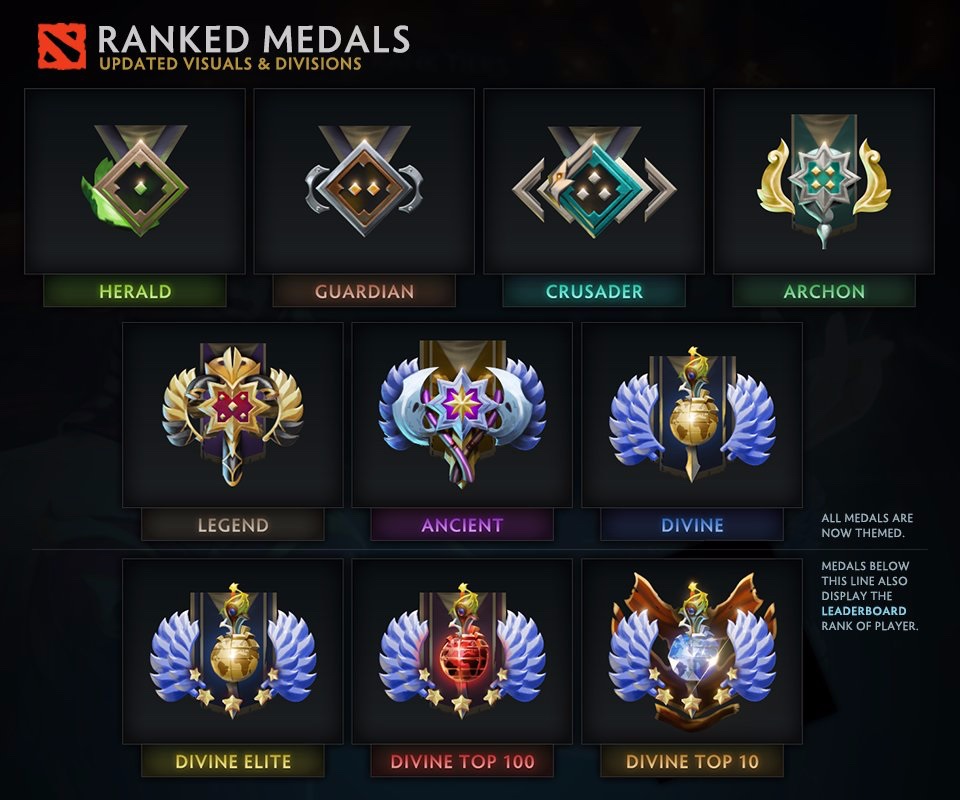 RANKED MEDALS
UPDATED VISUALS & DIVISIONS
HERALD
GUARDIAN
CRUSADER
ARCHON
LEGEND
ANCIENT
DIVINE
ALL MEDALS ARE
NOW THEMED.
MEDALS BELOW
THIS LINE ALSO
DISPLAY THE
LEADERBOARD
RANK OF PLAYER.
DIVINE ELITE
DIVINE TOP 100
DIVINE TOP 10